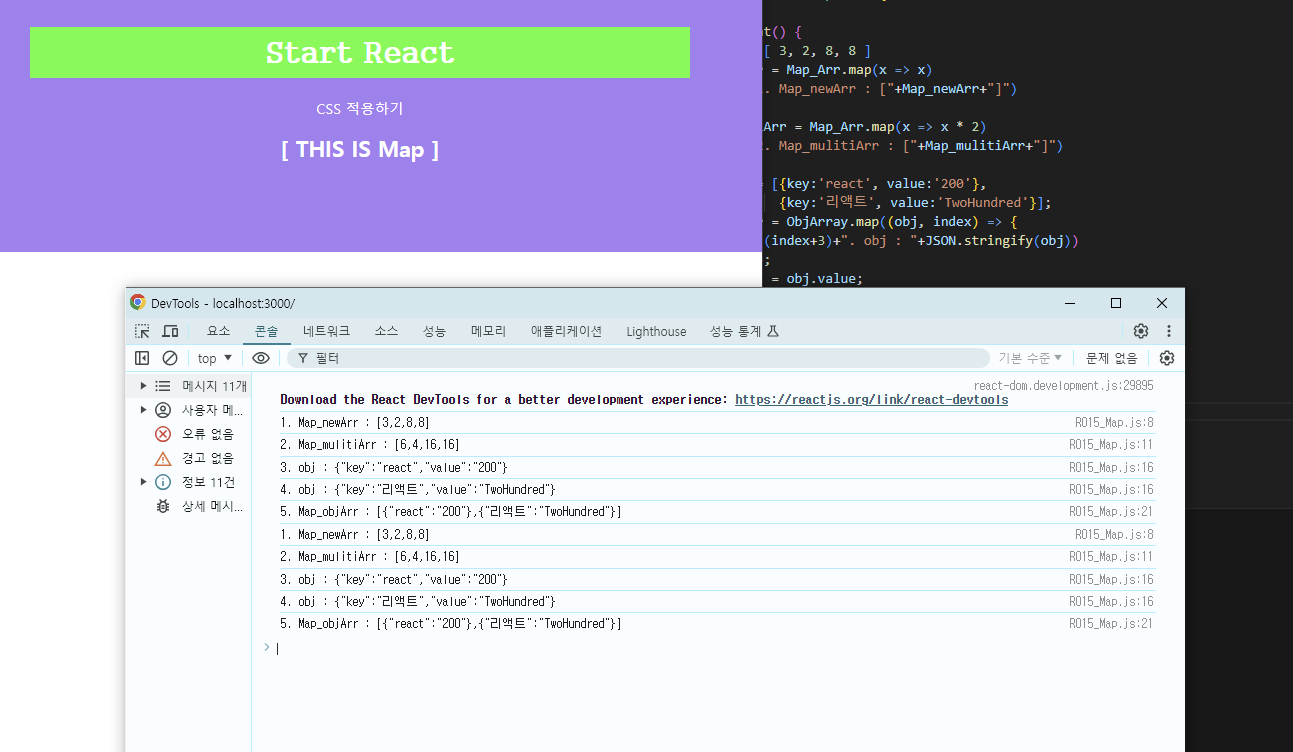 Start React
CSS 적용하기
[ THIS IS Map ]
t() {
[ 3, 2, 8, 8 ]
= Map_Arr.map(x => x)
. Map_newArr : ["+Map_newArr+"]")
Arr = Map_Arr.map(x => x * 2)
. Map_mulitiArr : ["+Map_mulitiArr+"]")
[{key:'react', value:'200'},
{key:'리액트', value:'TwoHundred'}];
= ObjArray.map((obj, index) => {
(index+3)+". obj : "+JSON.stringify(obj))
;
= obj.value;
DevTools - localhost:3000/
요소 콘솔 네트워크 소스 성능 메모리 애플리케이션 Lighthouse 성능 통계
top 필터 기본 수준 문제 없음
메시지 11개
사용자 메...
오류 없음
경고 없음
정보 11건
상세 메시...
react-dom.development.js:29895
Download the React DevTools for a better development experience: https://reactjs.org/link/react-devtools
1. Map_newArr : [3,2,8,8] R015_Map.js:8
2. Map_mulitiArr : [6,4,16,16] R015_Map.js:11
3. obj : {"key":"react","value":"200"} R015_Map.js:16
4. obj : {"key":"리액트","value":"TwoHundred"} R015_Map.js:16
5. Map_objArr : [{"react":"200"},{"리액트":"TwoHundred"}] R015_Map.js:21
1. Map_newArr : [3,2,8,8] R015_Map.js:8
2. Map_mulitiArr : [6,4,16,16] R015_Map.js:11
3. obj : {"key":"react","value":"200"} R015_Map.js:16
4. obj : {"key":"리액트","value":"TwoHundred"} R015_Map.js:16
5. Map_objArr : [{"react":"200"},{"리액트":"TwoHundred"}] R015_Map.js:21